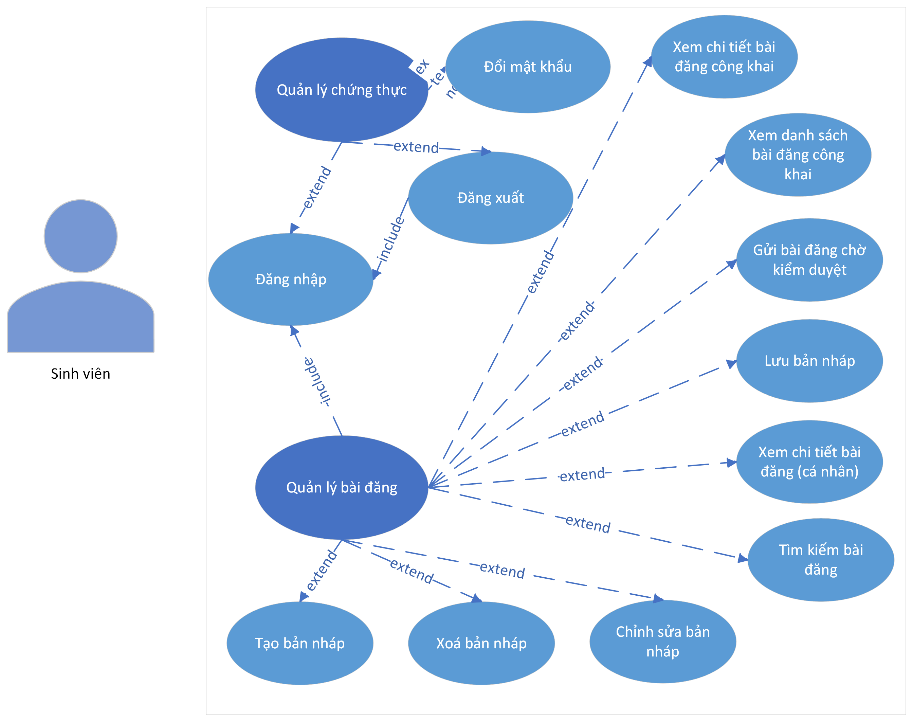 Xem chi tiết bài
đăng công khai
Đổi mật khẩu
Quản lý chứng thực
extend
extend
extend
Xem danh sách
bài đăng công
khai
Đăng xuất
include
Gửi bài đăng chờ
kiểm duyệt
Đăng nhập
extend
extend
Lưu bản nháp
Sinh viên
include
extend
extend
Xem chi tiết bài
đăng (cá nhân)
extend
Quản lý bài đăng
extend
Tìm kiếm bài
đăng
extend
extend
extend
Tạo bản nháp
Xoá bản nháp
Chỉnh sửa bản
nháp